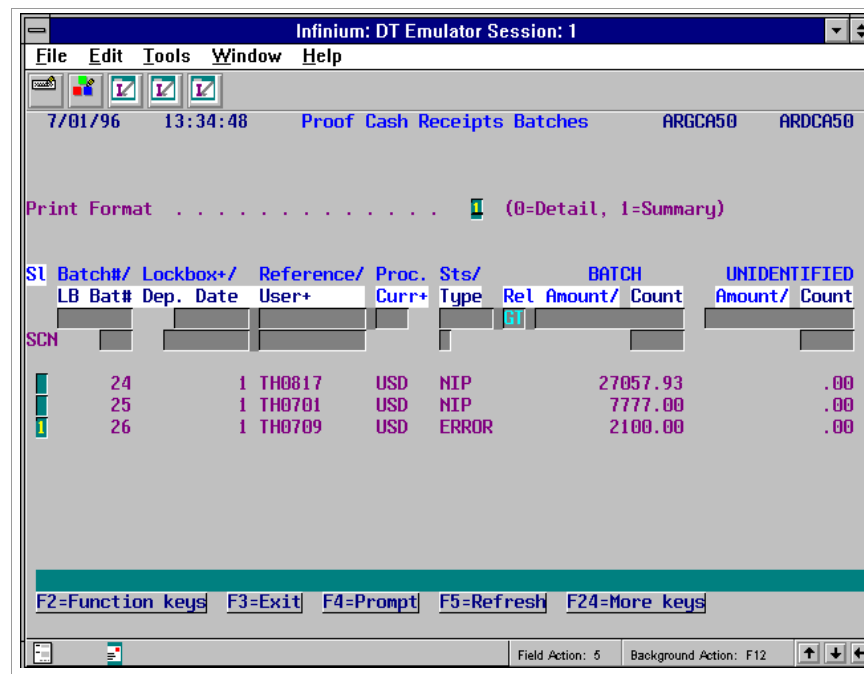 Infinium: DT Emulator Session: 1
File Edit Tools Window Help
7/01/96 13:34:48 Proof Cash Receipts Batches ARGCA50 ARDCA50
Print Format . . . . . . . . . . . . . 1 (0=Detail, 1=Summary)
Sl Batch#/ Lockbox+/ Reference/ Proc. Sts/ BATCH UNIDENTIFIED
LB Bat# Dep. Date User+ Curr+ Type Rel Amount/ Count Amount/ Count
GT
SCN
24 1 TH0817 USD NIP 27057.93 .00
25 1 TH0701 USD NIP 7777.00 .00
1 26 1 TH0709 USD ERROR 2100.00 .00
F2=Function keys F3=Exit F4=Prompt F5=Refresh F24=More keys
Field Action: 5 Background Action: F12